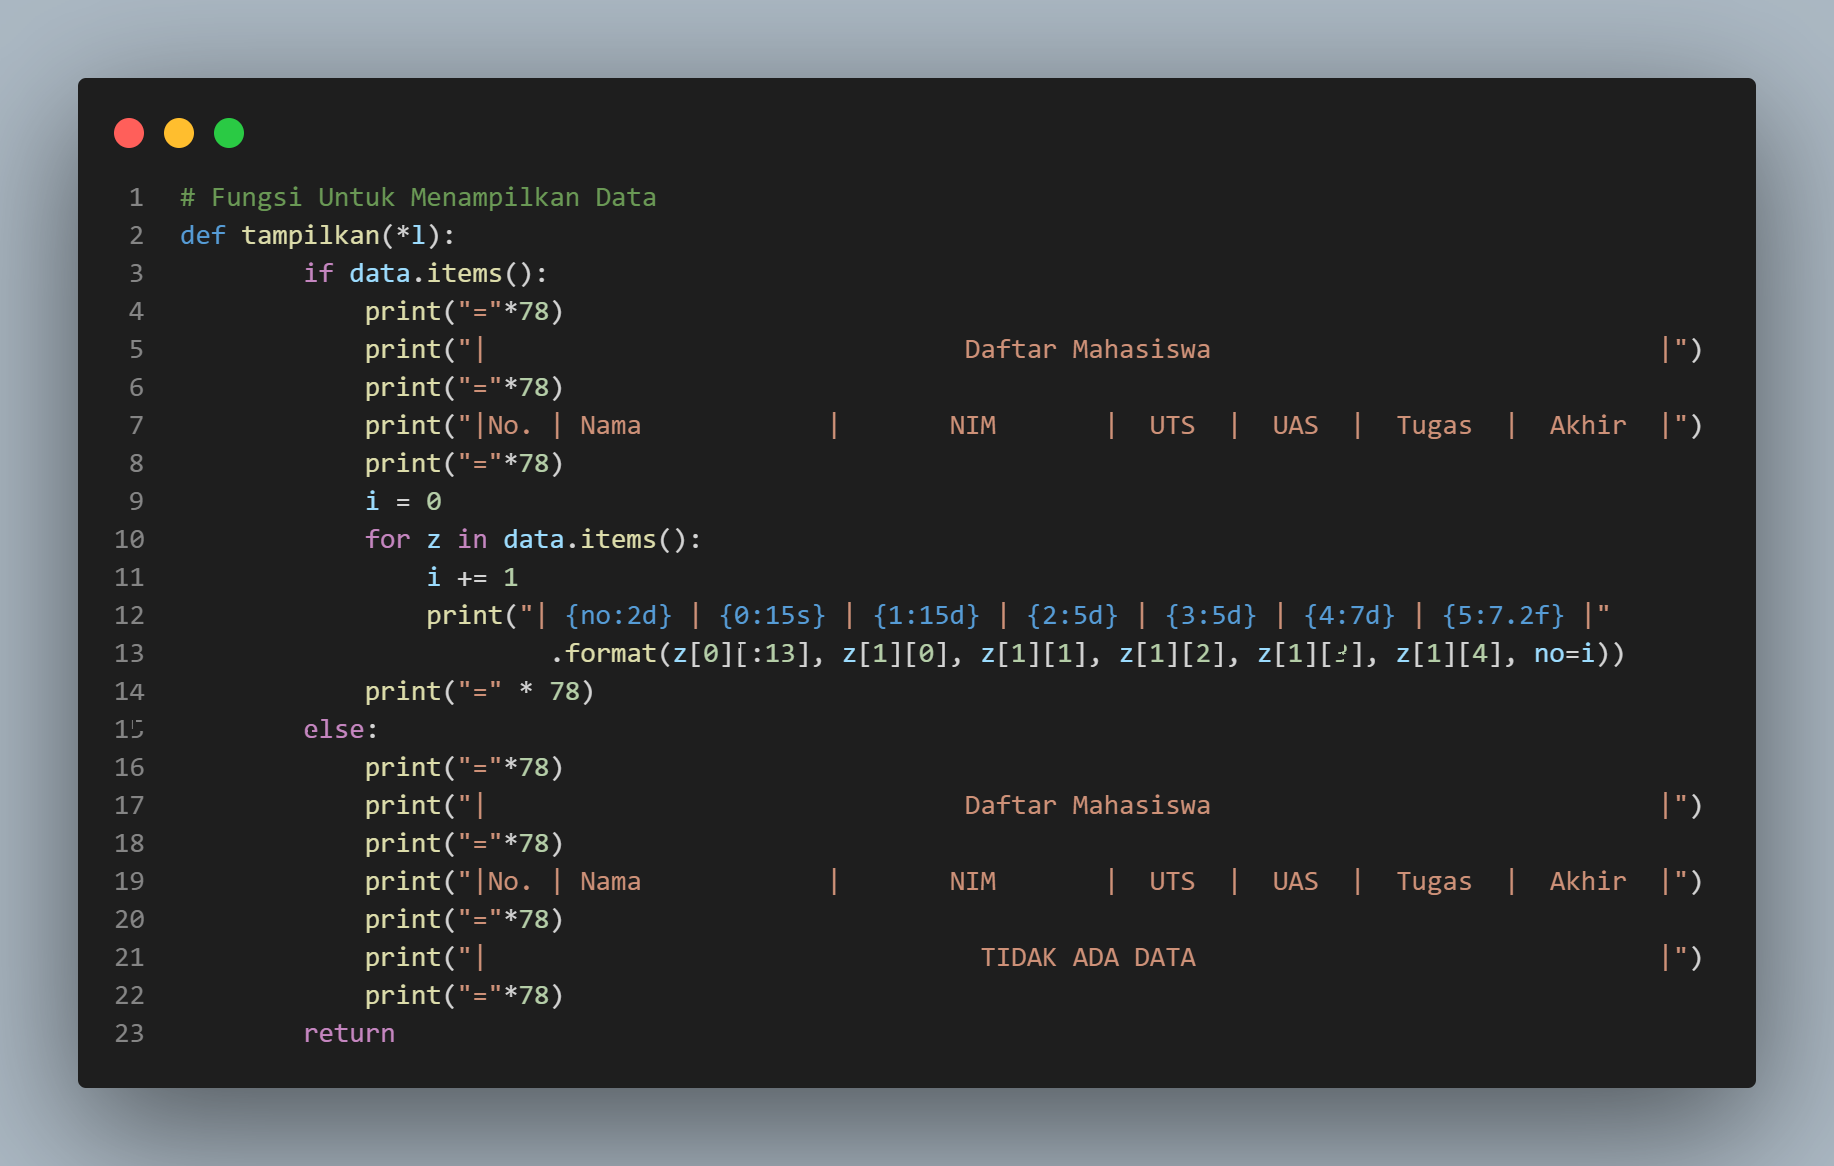 1 # Fungsi Untuk Menampilkan Data
2 def tampilkan(*l):
3         if data.items():
4             print("="*78)
5             print("|                               Daftar Mahasiswa                             |")
6             print("="*78)
7             print("|No. | Nama            |       NIM       |  UTS  |  UAS  |  Tugas  |  Akhir  |")
8             print("="*78)
9             i = 0
10             for z in data.items():
11                 i += 1
12                 print("| {no:2d} | {0:15s} | {1:15d} | {2:5d} | {3:5d} | {4:7d} | {5:7.2f} |"
13                         .format(z[0][:13], z[1][0], z[1][1], z[1][2], z[1][4], no=i))
14             print("=" * 78)
else:
16             print("="*78)
17             print("|                               Daftar Mahasiswa                             |")
18             print("="*78)
19             print("|No. | Nama            |       NIM       |  UTS  |  UAS  |  Tugas  |  Akhir  |")
20             print("="*78)
21             print("|                                TIDAK ADA DATA                              |")
22             print("="*78)
23         return